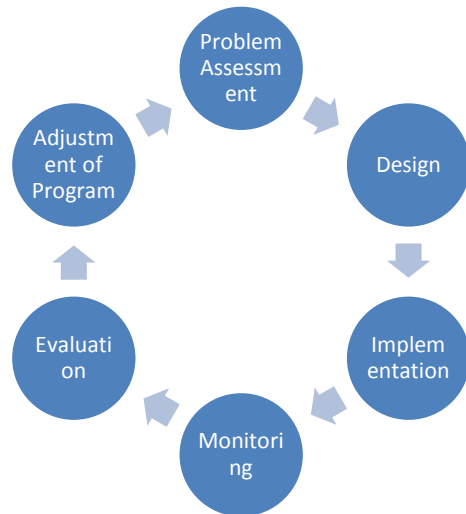 Problem
Assessm
ent
Design
Implem
entation
Monitori
ng
Evaluati
on
Adjustm
ent of
Program